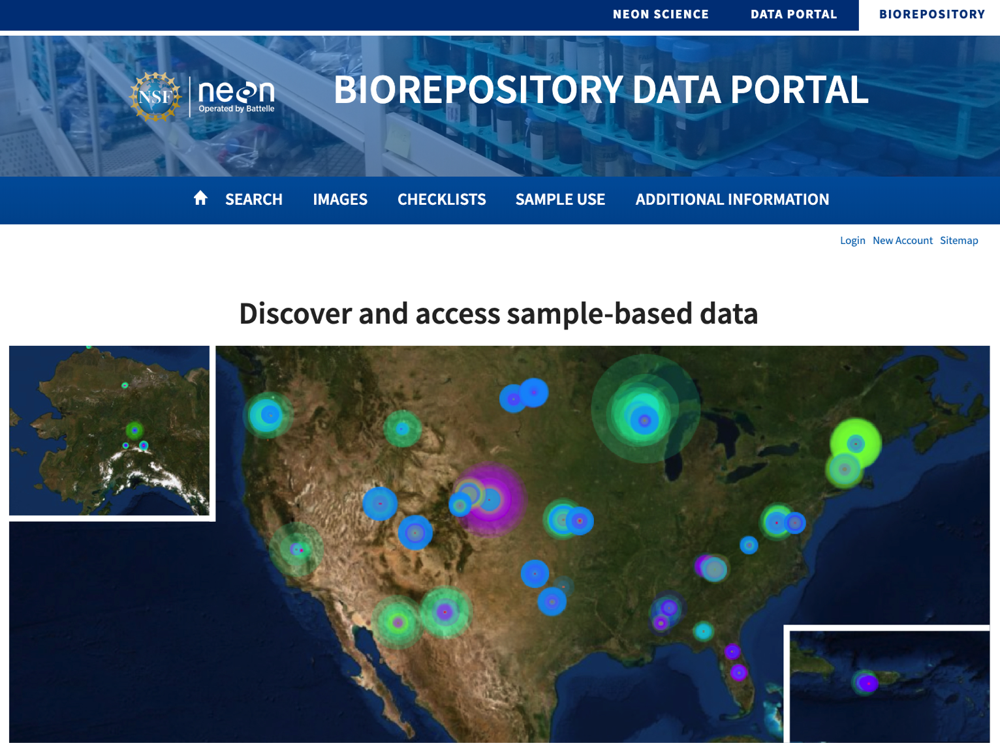 NEON SCIENCE DATA PORTAL BIOREPOSITORY
NSF neon
Operated by Battelle
BIOREPOSITORY DATA PORTAL
SEARCH IMAGES CHECKLISTS SAMPLE USE ADDITIONAL INFORMATION
Login New Account Sitemap
Discover and access sample-based data